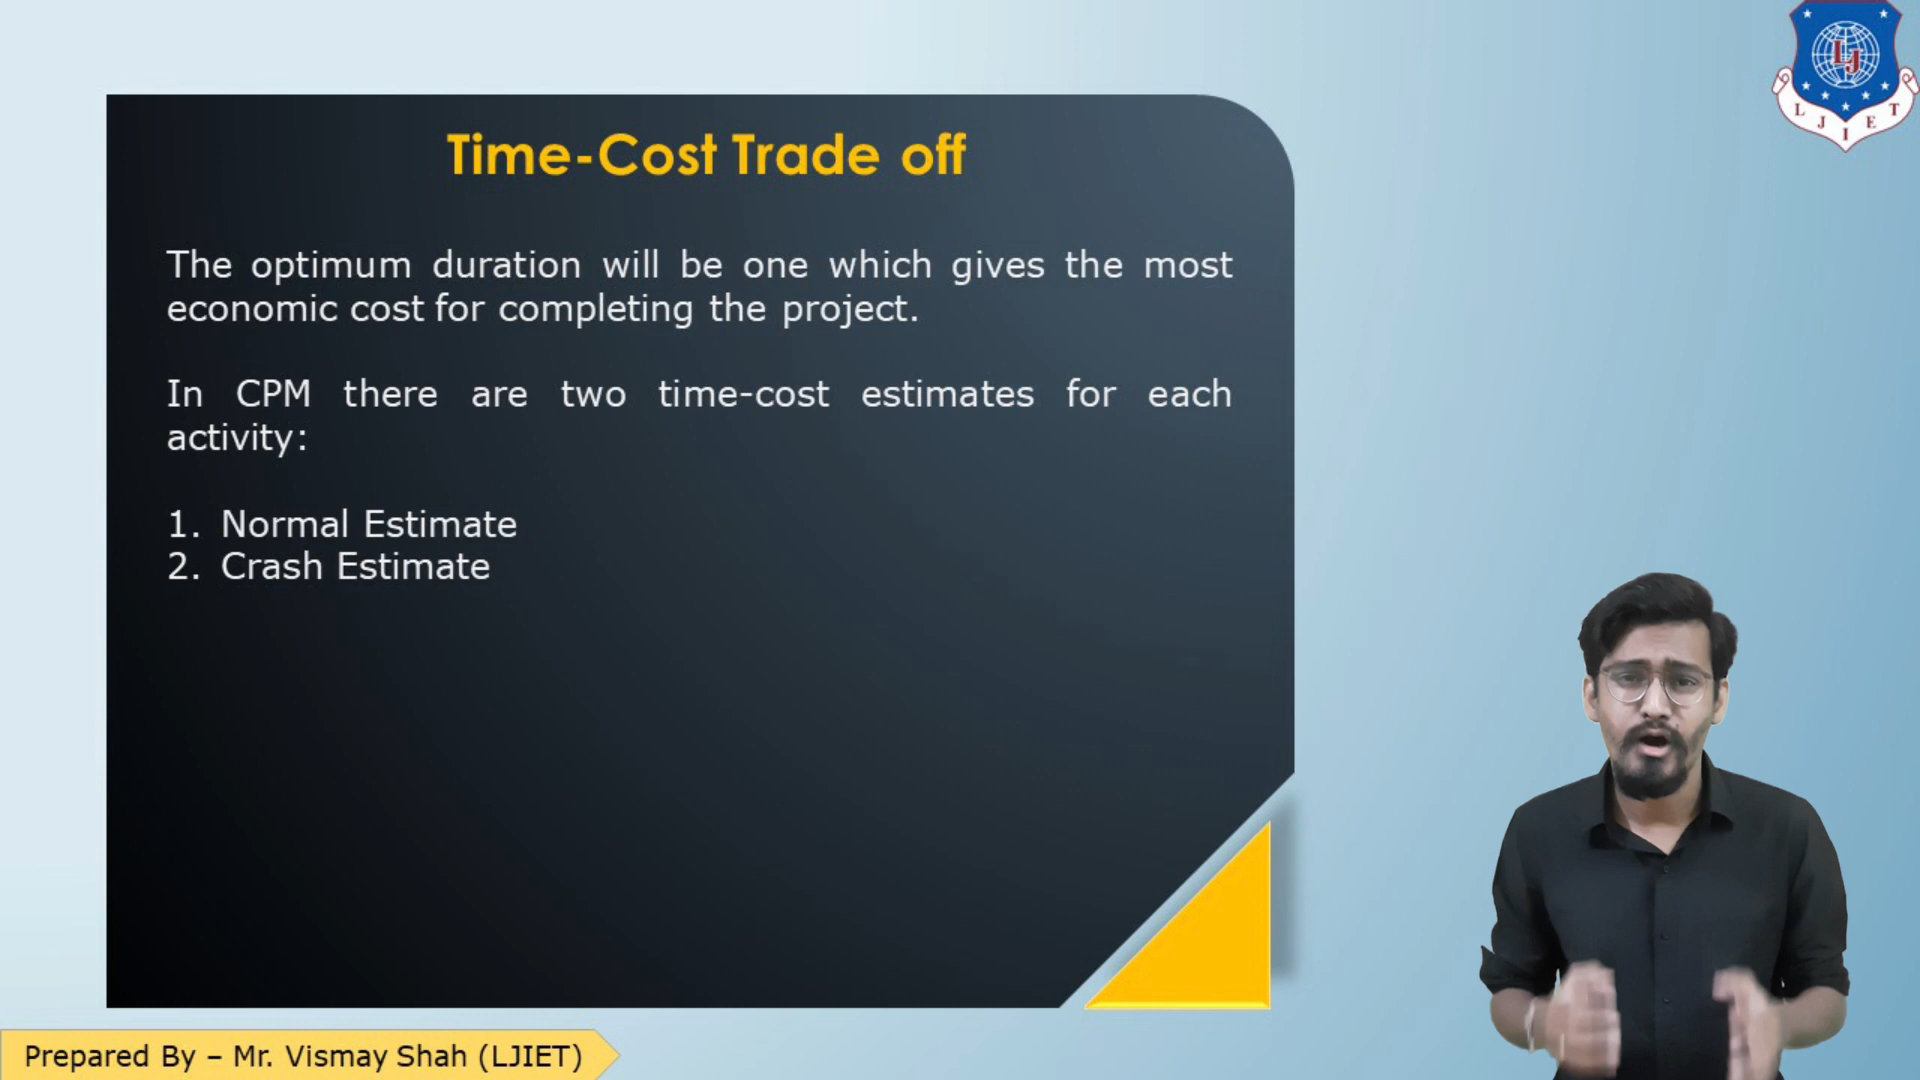 Time-Cost Trade off
The optimum duration will be one which gives the most
economic cost for completing the project.
In CPM there are two time-cost estimates for each
activity:
1. Normal Estimate
2. Crash Estimate
LJ
L J I E T
Prepared By – Mr. Vismay Shah (LJIET)